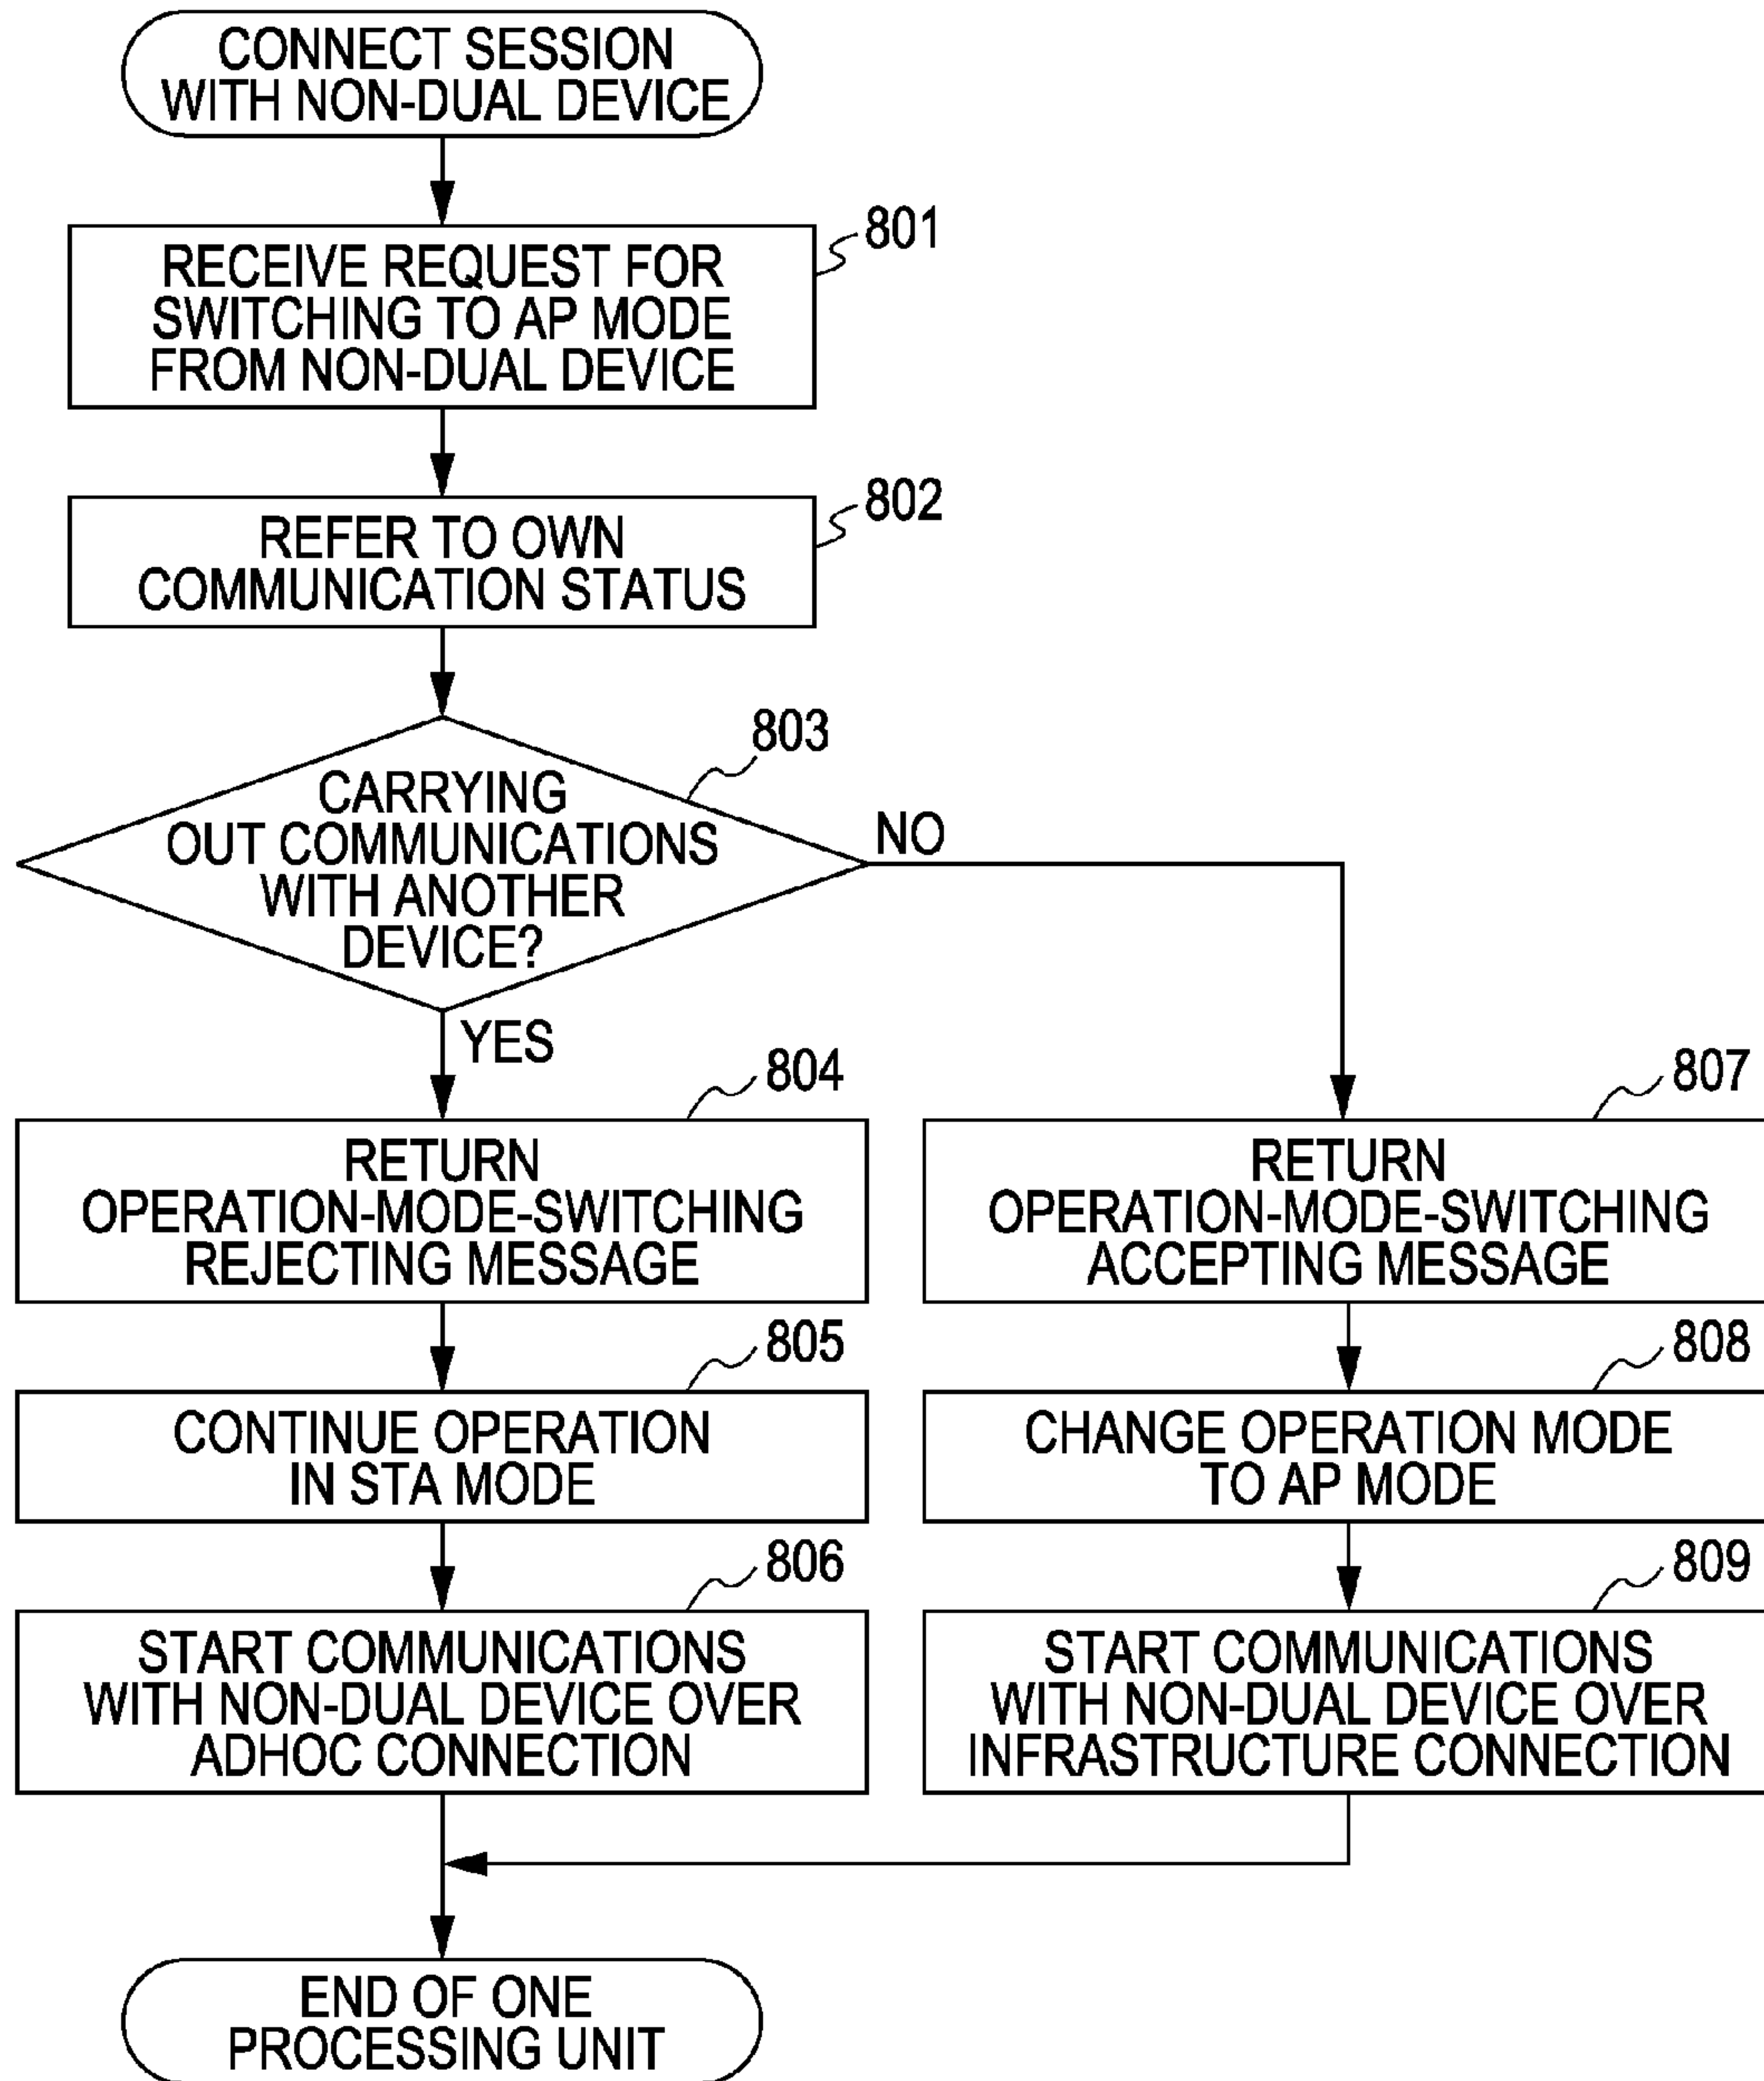 CONNECT SESSION
WITH NON-DUAL DEVICE
801
RECEIVE REQUEST FOR
SWITCHING TO AP MODE
FROM NON-DUAL DEVICE
802
REFER TO OWN
COMMUNICATION STATUS
803
CARRYING
OUT COMMUNICATIONS
WITH ANOTHER
DEVICE?
NO
YES
804
RETURN
OPERATION-MODE-SWITCHING
REJECTING MESSAGE
805
CONTINUE OPERATION
IN STA MODE
806
START COMMUNICATIONS
WITH NON-DUAL DEVICE OVER
ADHOC CONNECTION
807
RETURN
OPERATION-MODE-SWITCHING
ACCEPTING MESSAGE
808
CHANGE OPERATION MODE
TO AP MODE
809
START COMMUNICATIONS
WITH NON-DUAL DEVICE OVER
INFRASTRUCTURE CONNECTION
END OF ONE
PROCESSING UNIT